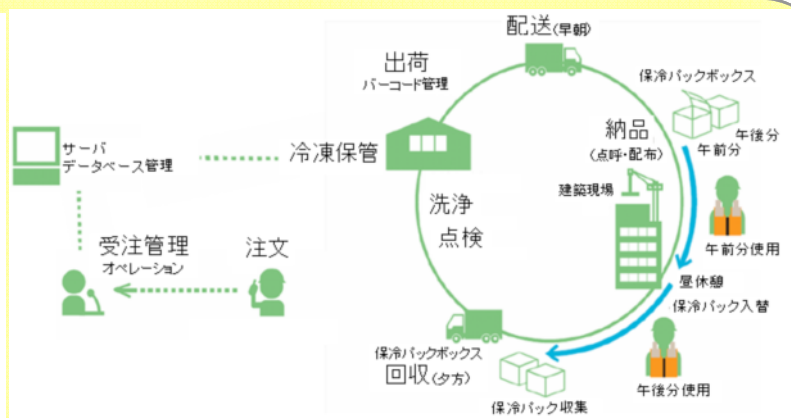 配送(早朝)
出荷
バーコード管理
保冷パックボックス
午後分
午前分
サーバ
データベース管理
冷凍保管
納品
(点呼・配布)
建築現場
洗浄
点検
午前分使用
受注管理
オペレーション
注文
昼休憩
保冷パック入替
保冷パックボックス
回収(夕方)
午後分使用
保冷パック収集